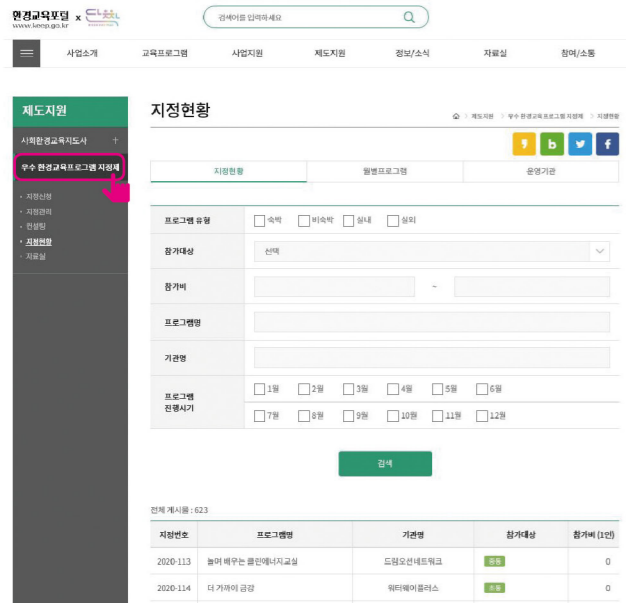 환경교육포털 x
www.keep.go.kr
검색어를 입력하세요
사업소개 교육프로그램 사업지원 제도지원 정보/소식 자료실 참여/소통
제도지원
사회환경교육지도사 +
우수 환경교육프로그램 지정제
· 지정신청
· 지정관리
· 컨설팅
· 지정현황
· 자료실
지정현황
> 제도지원 > 우수 환경교육프로그램 지정제 > 지정현황
지정현황 월별프로그램 운영기관
프로그램 유형 숙박 비숙박 실내 실외
참가대상 선택
참가비 ~
프로그램명
기관명
프로그램
진행시기
1월 2월 3월 4월 5월 6월
7월 8월 9월 10월 11월 12월
검색
전체 게시물 : 623
지정번호 프로그램명 기관명 참가대상 참가비 (1인)
2020-113 놀며 배우는 클린에너지교실 드림오션네트워크 중등 0
2020-114 더 가까이 금강 워터웨이플러스 초등 0